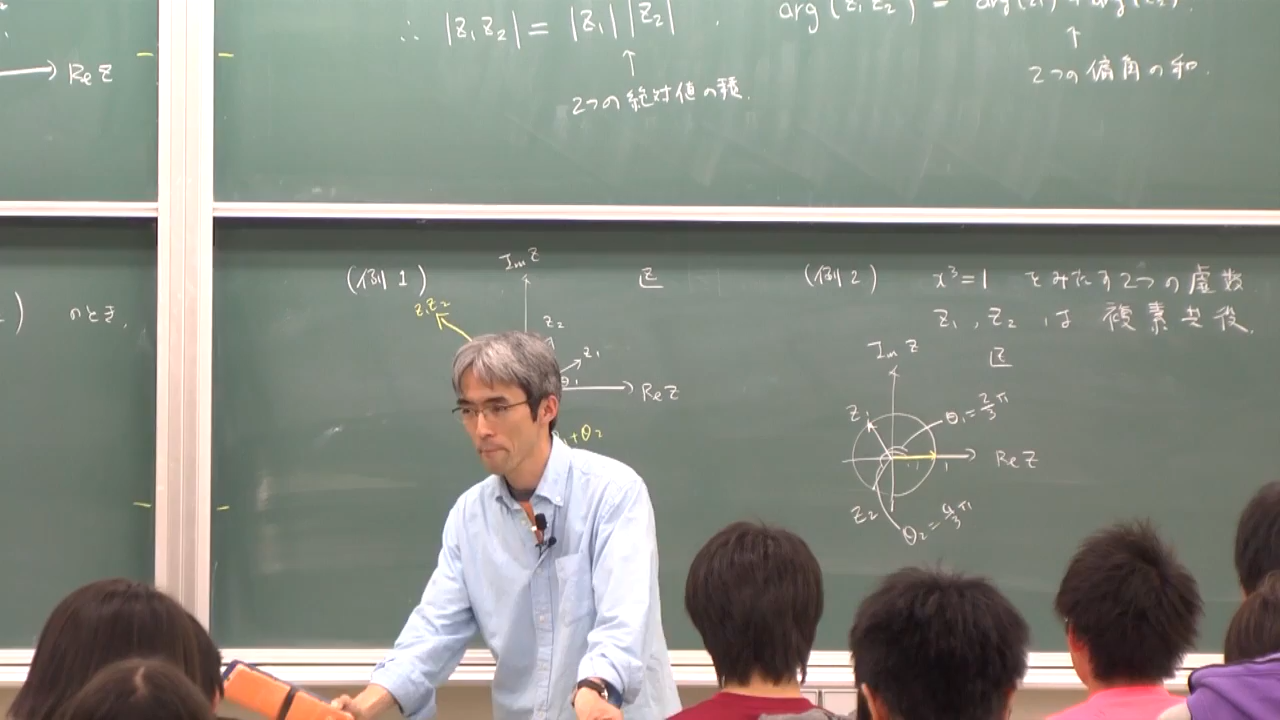 Re Z
∴ |Z₁Z₂| = |Z₁||Z₂| . arg(Z₁Z₂) = arg(Z₁) + arg(Z₂).
↑ ↑
2つの絶対値の積. 2つの偏角の和.
) のとき,
(例1)
Im Z
Z
Z₁Z₂
Z₂
Z₁
θ₁
Re Z
θ₁+θ₂
(例2) x³=1 をみたす2つの虚数
Z₁, Z₂ は 複素共役.
Im Z
Z
Z₁
θ₁=2/3 π
Re Z
1
Z₂
θ₂=4/3 π